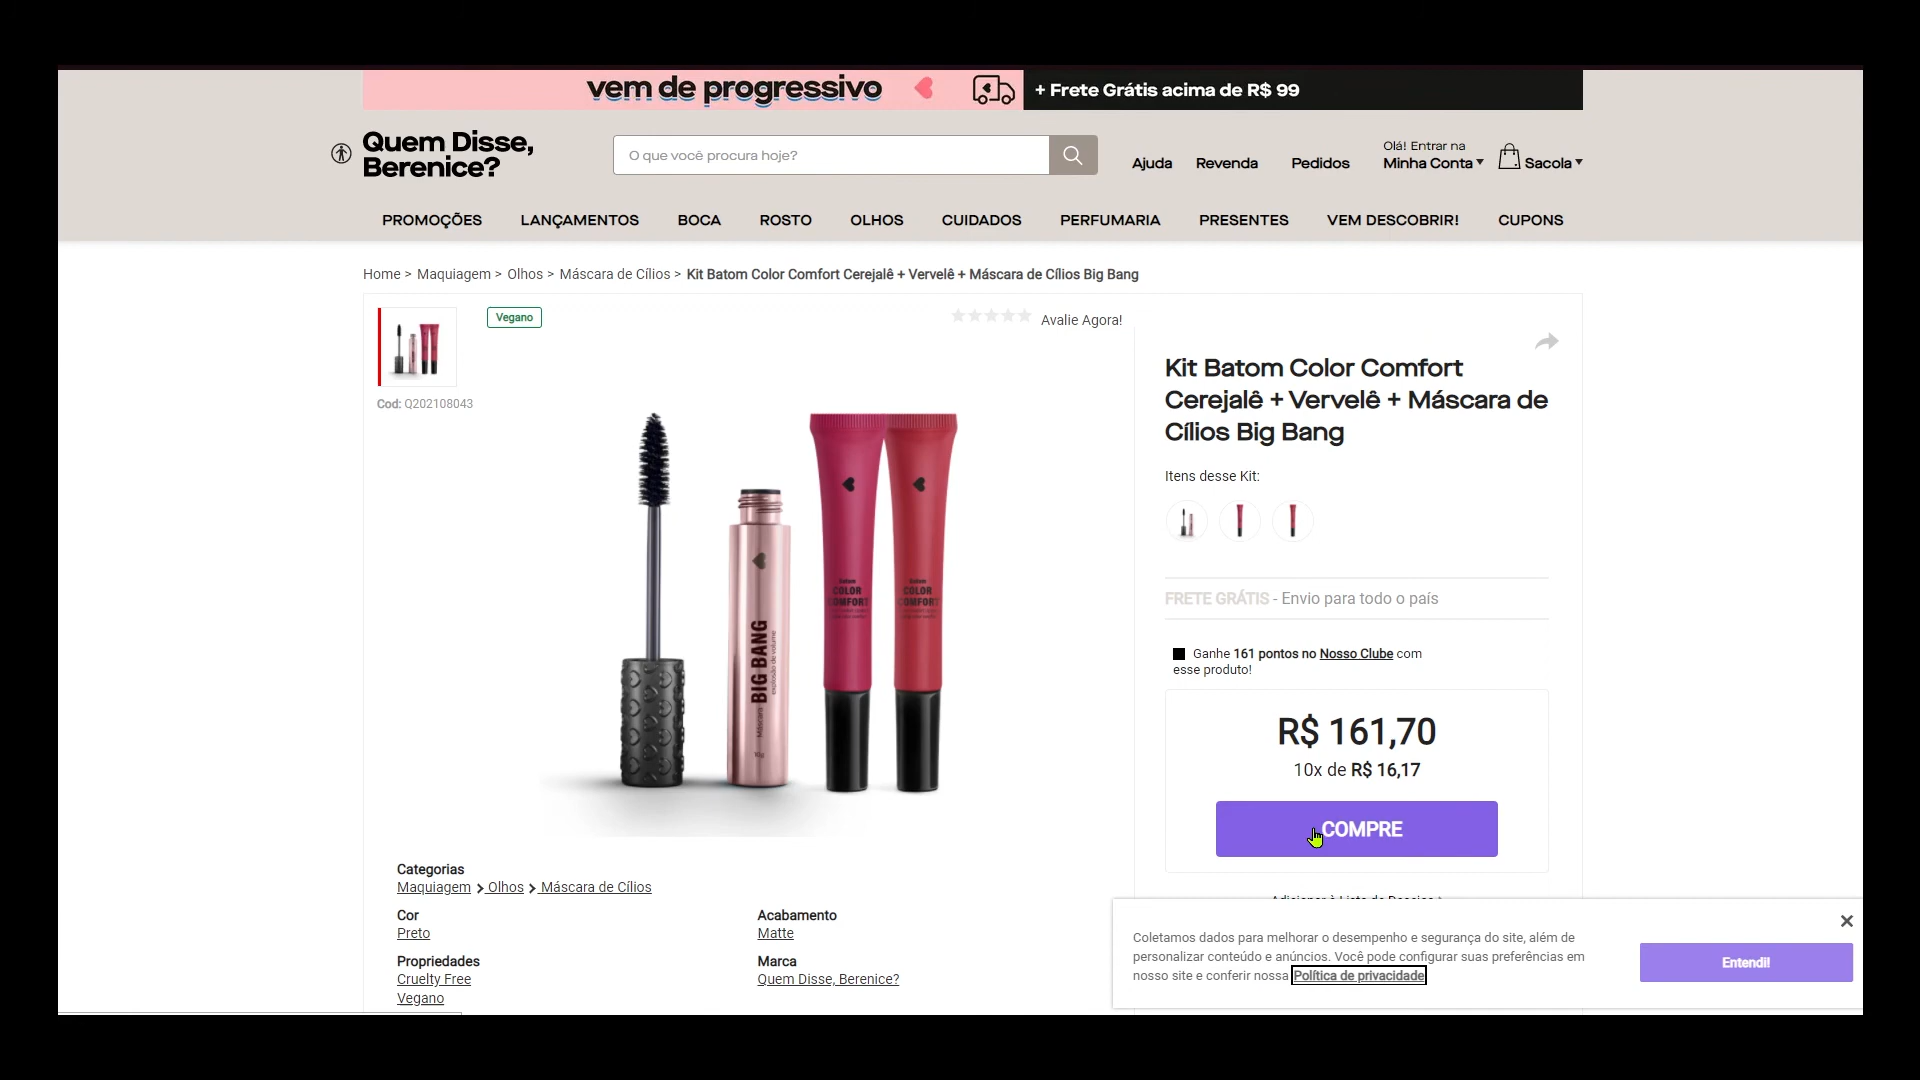 vem de progressivo
+ Frete Grátis acima de R$ 99
Quem Disse,
Berenice?
O que você procura hoje?
Ajuda
Revenda
Pedidos
Olá! Entrar na
Minha Conta
Sacola
PROMOÇÕES
LANÇAMENTOS
BOCA
ROSTO
OLHOS
CUIDADOS
PERFUMARIA
PRESENTES
VEM DESCOBRIR!
CUPONS
Home > Maquiagem > Olhos > Máscara de Cílios > Kit Batom Color Comfort Cerejalê + Vervelê + Máscara de Cílios Big Bang
Vegano
Avalie Agora!
Cod: Q202108043
Máscara BIG BANG
explosão de volume
10g
Batom
COLOR
COMFORT
Batom
COLOR
COMFORT
Kit Batom Color Comfort
Cerejalê + Vervelê + Máscara de
Cílios Big Bang
Itens desse Kit:
FRETE GRÁTIS - Envio para todo o país
Ganhe 161 pontos no Nosso Clube com
esse produto!
R$ 161,70
10x de R$ 16,17
COMPRE
Categorias
Maquiagem > Olhos > Máscara de Cílios
Cor
Preto
Acabamento
Matte
Propriedades
Cruelty Free
Vegano
Marca
Quem Disse, Berenice?
Coletamos dados para melhorar o desempenho e segurança do site, além de
personalizar conteúdo e anúncios. Você pode configurar suas preferências em
nosso site e conferir nossa Política de privacidade
Entendi!